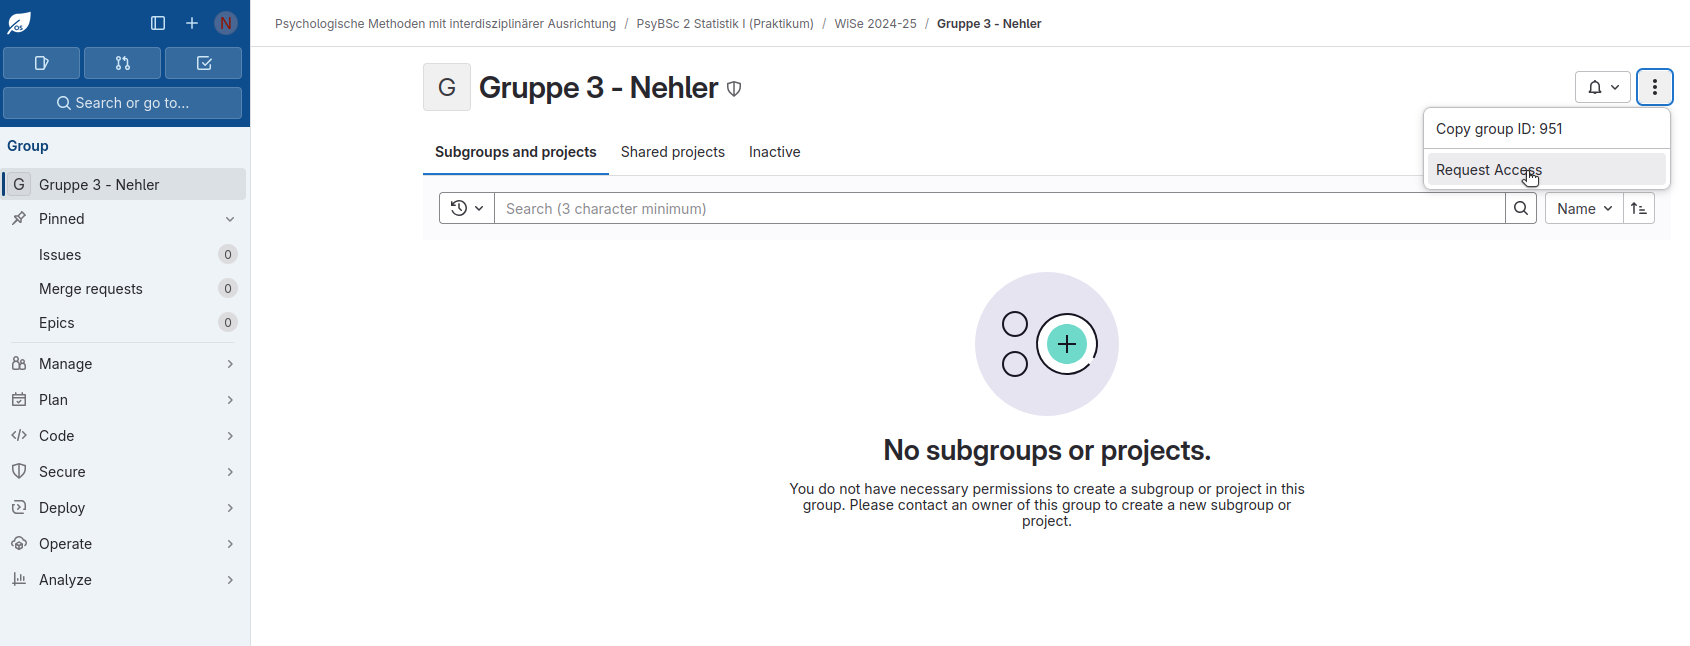 Psychologische Methoden mit interdisziplinärer Ausrichtung / PsyBSc 2 Statistik I (Praktikum) / WiSe 2024-25 / Gruppe 3 - Nehler
N
Search or go to...
Group
G Gruppe 3 - Nehler
Pinned
Issues 0
Merge requests 0
Epics 0
Manage
Plan
Code
Secure
Deploy
Operate
Analyze
G Gruppe 3 - Nehler
Copy group ID: 951
Request Access
Subgroups and projects Shared projects Inactive
Search (3 character minimum) Name
No subgroups or projects.
You do not have necessary permissions to create a subgroup or project in this
group. Please contact an owner of this group to create a new subgroup or
project.